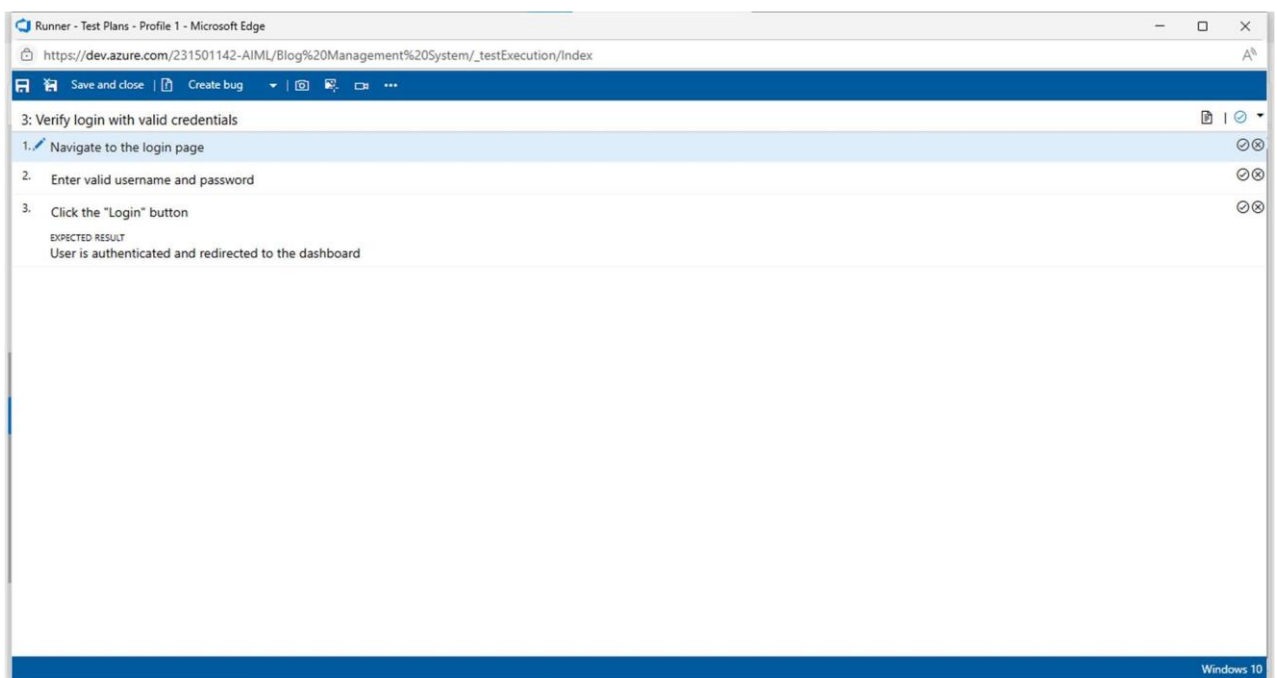 Runner - Test Plans - Profile 1 - Microsoft Edge
https://dev.azure.com/231501142-AIML/Blog%20Management%20System/_testExecution/Index
Save and close | Create bug
3: Verify login with valid credentials
1. Navigate to the login page
2. Enter valid username and password
3. Click the "Login" button
EXPECTED RESULT
User is authenticated and redirected to the dashboard
Windows 10